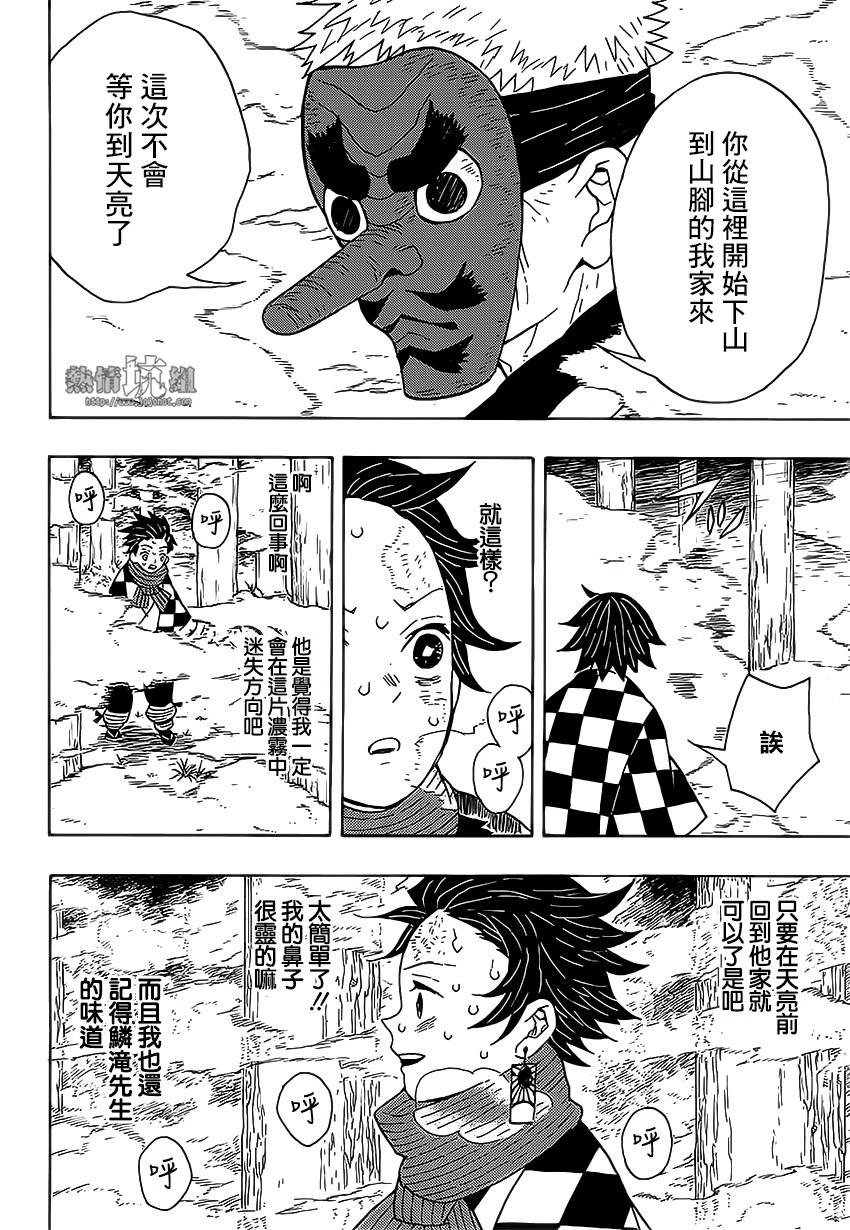 你從這裡開始下山
到山腳的我家來
這次不會
等你到天亮了
熱情坑組
誒
就這樣？
呼
呼
啊
這麼回事啊
呼
呼
他是覺得我一定
會在這片濃霧中
迷失方向吧
只要在天亮前
回到他家就
可以了是吧
太簡單了!!
我的鼻子
很靈的嘛
而且我也還
記得鱗滝先生
的味道
呼
呼
呼